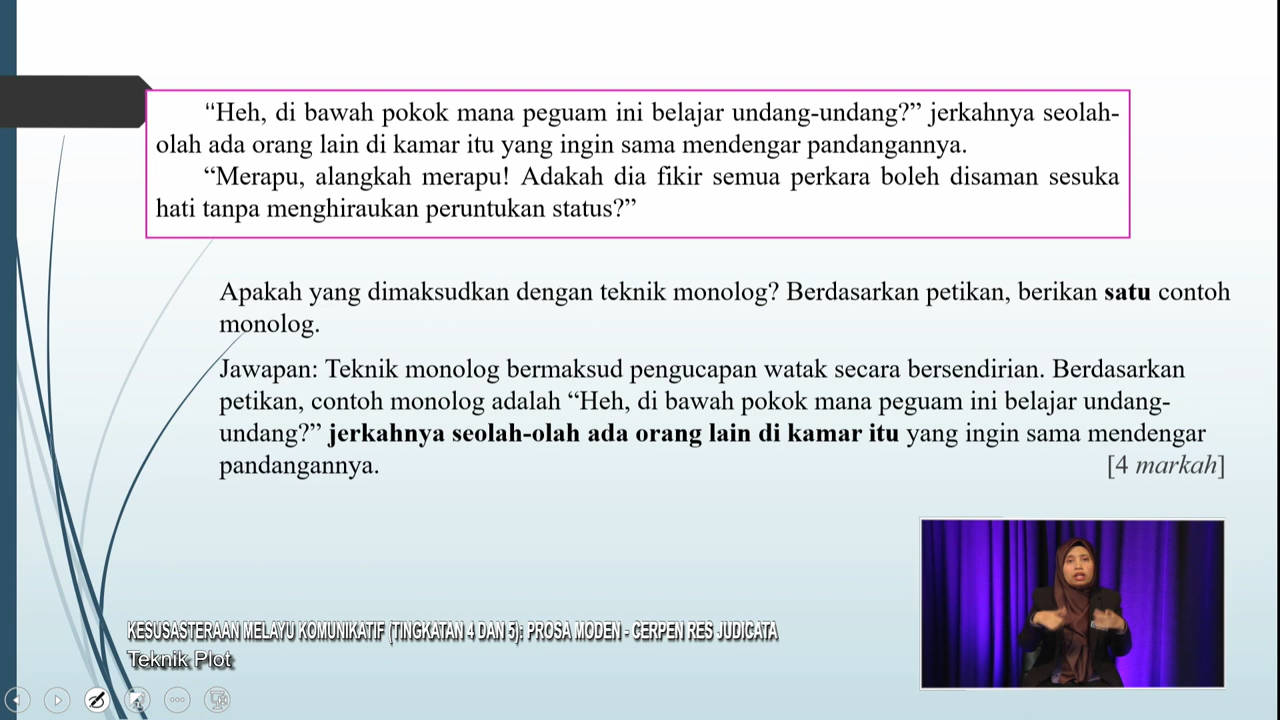 “Heh, di bawah pokok mana peguam ini belajar undang-undang?” jerkahnya seolah-
olah ada orang lain di kamar itu yang ingin sama mendengar pandangannya.
“Merapu, alangkah merapu! Adakah dia fikir semua perkara boleh disaman sesuka
hati tanpa menghiraukan peruntukan status?”
Apakah yang dimaksudkan dengan teknik monolog? Berdasarkan petikan, berikan satu contoh
monolog.
Jawapan: Teknik monolog bermaksud pengucapan watak secara bersendirian. Berdasarkan
petikan, contoh monolog adalah “Heh, di bawah pokok mana peguam ini belajar undang-
undang?” jerkahnya seolah-olah ada orang lain di kamar itu yang ingin sama mendengar
pandangannya. [4 markah]
KESUSASTERAAN MELAYU KOMUNIKATIF (TINGKATAN 4 DAN 5): PROSA MODEN - CERPEN RES JUDICATA
Teknik Plot